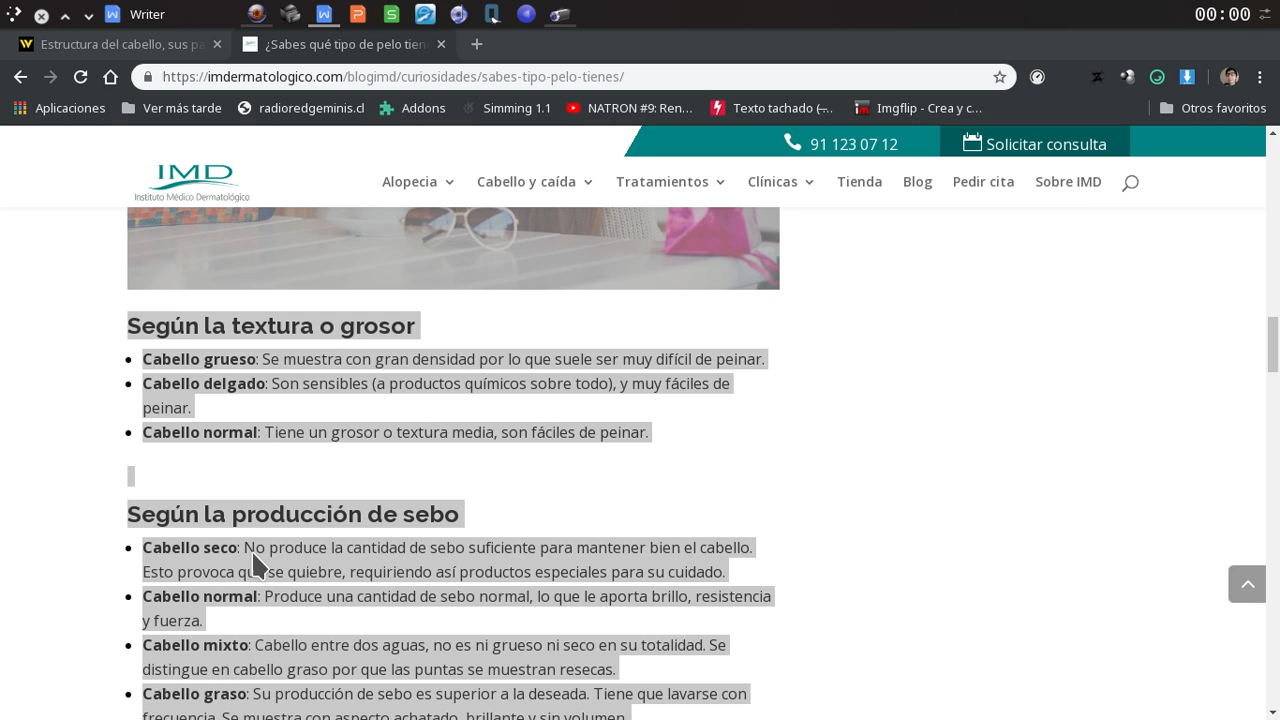 Writer
00:00
Estructura del cabello, sus pa
¿Sabes qué tipo de pelo tien
https://imdermatologico.com/blogimd/curiosidades/sabes-tipo-pelo-tienes/
Aplicaciones Ver más tarde radioredgeminis.cl Addons Simming 1.1 NATRON #9: Ren... Texto tachado (-... Imgflip - Crea y c... Otros favoritos
91 123 07 12 Solicitar consulta
IMD
Instituto Médico Dermatológico
Alopecia Cabello y caída Tratamientos Clínicas Tienda Blog Pedir cita Sobre IMD
Según la textura o grosor
• Cabello grueso: Se muestra con gran densidad por lo que suele ser muy difícil de peinar.
• Cabello delgado: Son sensibles (a productos químicos sobre todo), y muy fáciles de
peinar.
• Cabello normal: Tiene un grosor o textura media, son fáciles de peinar.
Según la producción de sebo
• Cabello seco: No produce la cantidad de sebo suficiente para mantener bien el cabello.
Esto provoca que se quiebre, requiriendo así productos especiales para su cuidado.
• Cabello normal: Produce una cantidad de sebo normal, lo que le aporta brillo, resistencia
y fuerza.
• Cabello mixto: Cabello entre dos aguas, no es ni grueso ni seco en su totalidad. Se
distingue en cabello graso por que las puntas se muestran resecas.
• Cabello graso: Su producción de sebo es superior a la deseada. Tiene que lavarse con
frecuencia. Se muestra con aspecto achatado, brillante y sin volumen.